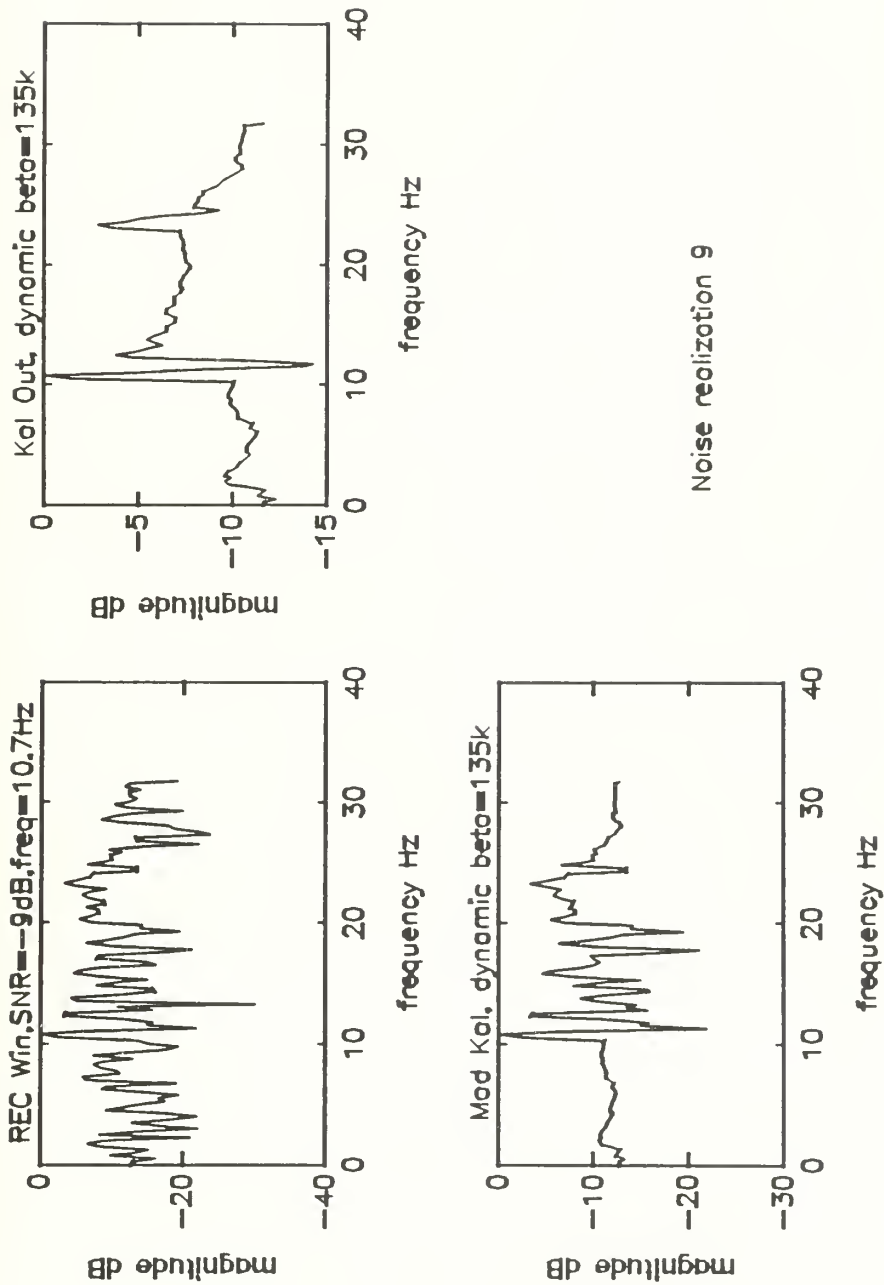 REC Win,SNR=-9dB,freq=10.7Hz
0
-20
-40
magnitude dB
0 10 20 30 40
frequency Hz
Kal Out, dynamic beta=135k
0
-5
-10
-15
magnitude dB
0 10 20 30 40
frequency Hz
Mod Kal, dynamic beta=135k
0
-10
-20
-30
magnitude dB
0 10 20 30 40
frequency Hz
Noise realization 9